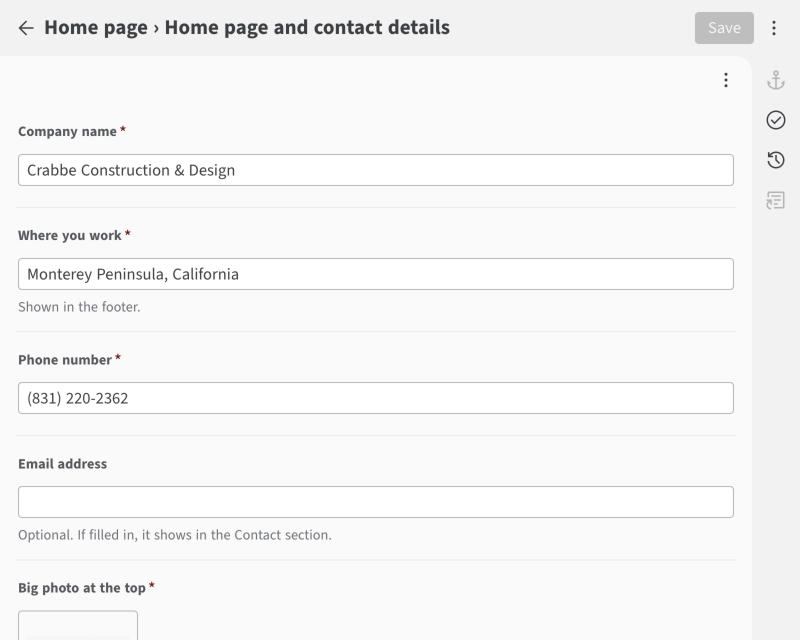 Home page › Home page and contact details
Save
Company name *
Crabbe Construction & Design
Where you work *
Monterey Peninsula, California
Shown in the footer.
Phone number *
(831) 220-2362
Email address
Optional. If filled in, it shows in the Contact section.
Big photo at the top *